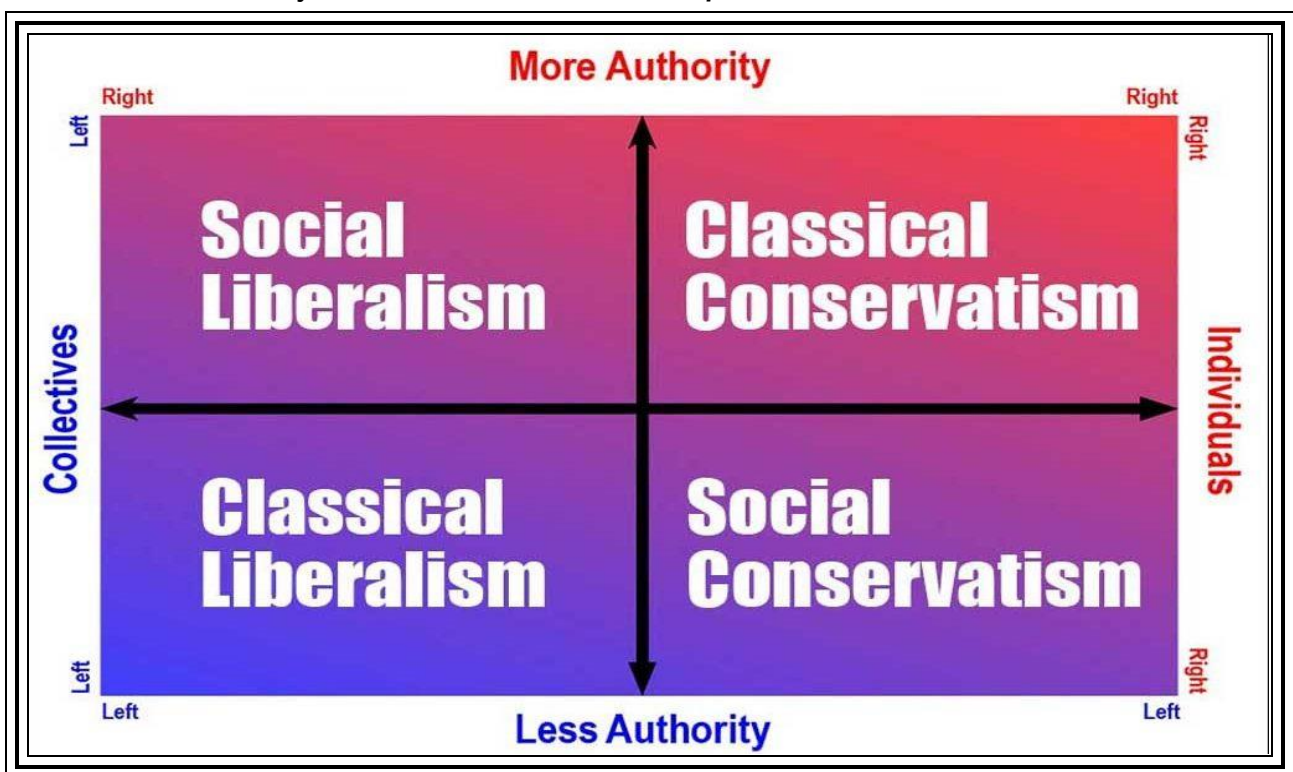 More Authority
Right
Right
Left
Right
Social
Liberalism
Classical
Conservatism
Collectives
Individuals
Classical
Liberalism
Social
Conservatism
Left
Right
Left
Left
Less Authority